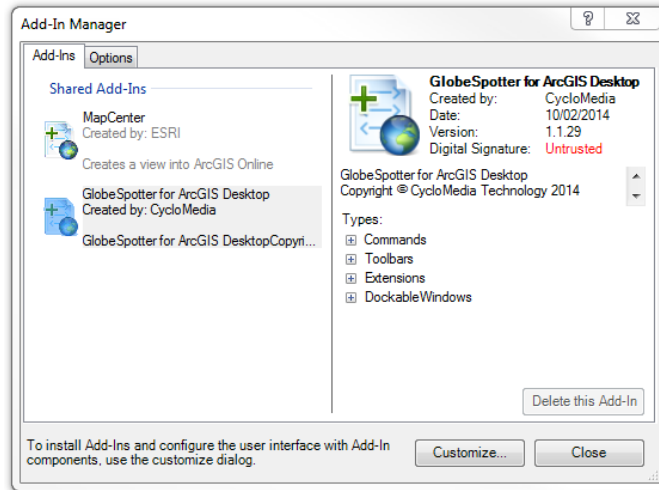 Add-In Manager
Add-Ins
Options
Shared Add-Ins
MapCenter
Created by: ESRI
Creates a view into ArcGIS Online
GlobeSpotter for ArcGIS Desktop
Created by: CycloMedia
GlobeSpotter for ArcGIS DesktopCopyri...
GlobeSpotter for ArcGIS Desktop
Created by: CycloMedia
Date: 10/02/2014
Version: 1.1.29
Digital Signature: Untrusted
GlobeSpotter for ArcGIS Desktop
Copyright © CycloMedia Technology 2014
Types:
Commands
Toolbars
Extensions
DockableWindows
Delete this Add-In
To install Add-Ins and configure the user interface with Add-In
components, use the customize dialog.
Customize...
Close